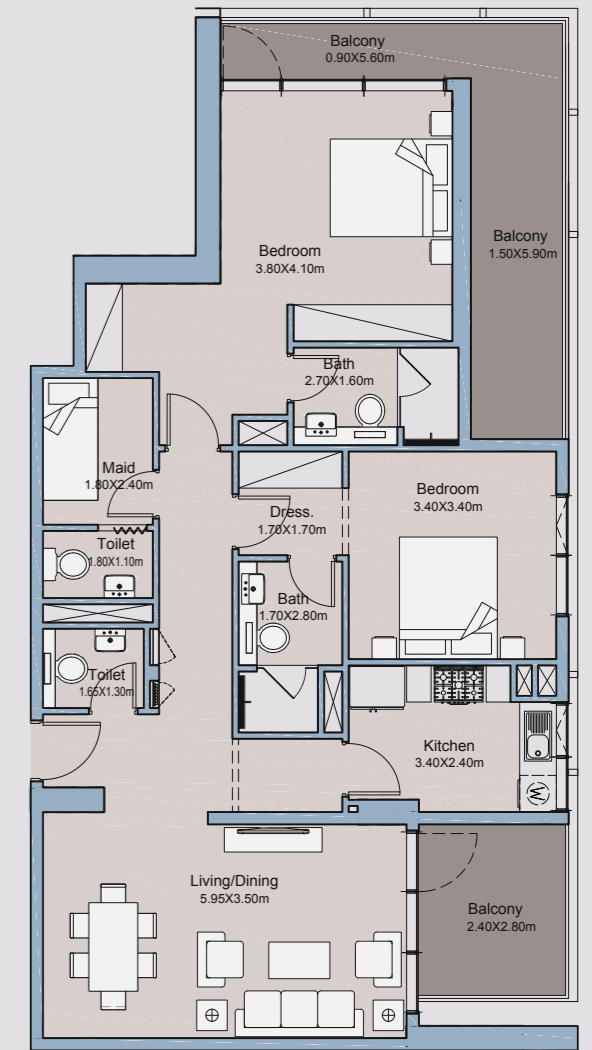 Balcony
0.90X5.60m
Balcony
1.50X5.90m
Bedroom
3.80X4.10m
Bath
2.70X1.60m
Maid
1.80X2.40m
Bedroom
3.40X3.40m
Dress.
1.70X1.70m
Toilet
1.80X1.10m
Bath
1.70X2.80m
Toilet
1.65X1.30m
Kitchen
3.40X2.40m
W
Living/Dining
5.95X3.50m
Balcony
2.40X2.80m